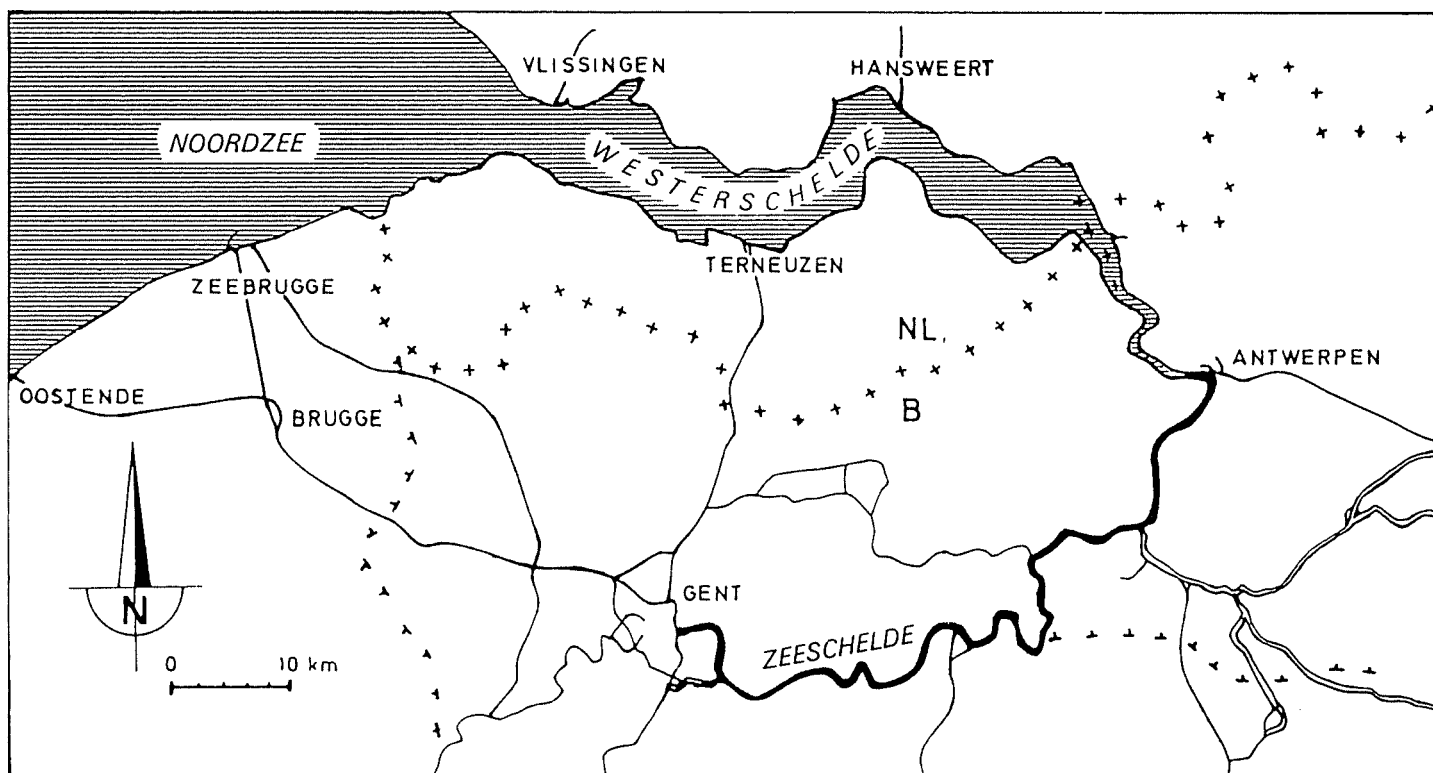 VLISSINGEN
HANSWEERT
NOORDZEE
WESTERSCHELDE
TERNEUZEN
ZEEBRUGGE
NL.
ANTWERPEN
OOSTENDE
BRUGGE
B
N
GENT
ZEESCHELDE
0 10 km